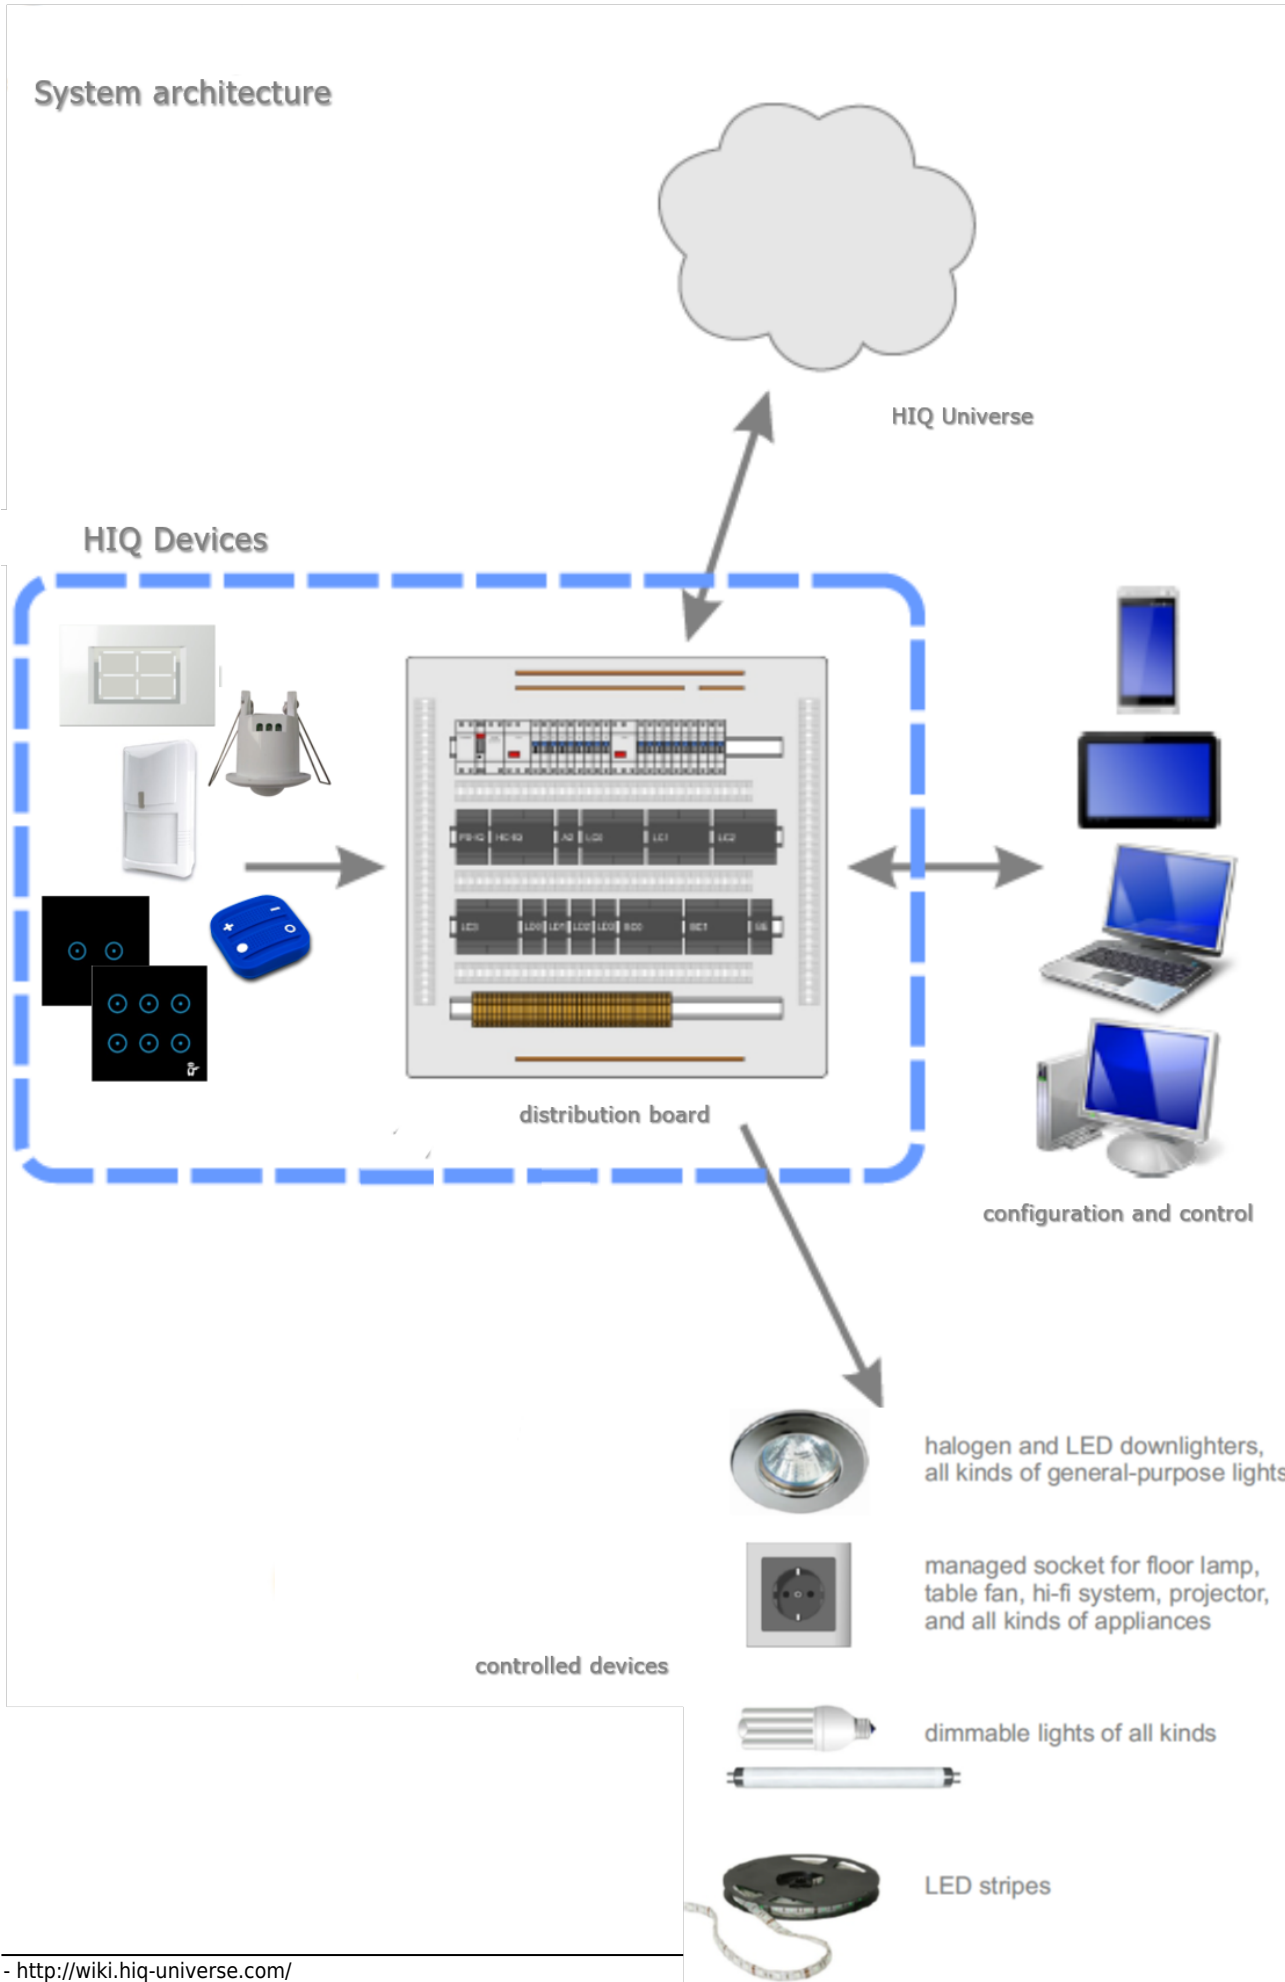 System architecture
HIQ Universe
HIQ Devices
LC1
LC2
distribution board
configuration and control
halogen and LED downlighters,
all kinds of general-purpose lights
managed socket for floor lamp,
table fan, hi-fi system, projector,
and all kinds of appliances
controlled devices
dimmable lights of all kinds
LED stripes
- http://wiki.hiq-universe.com/